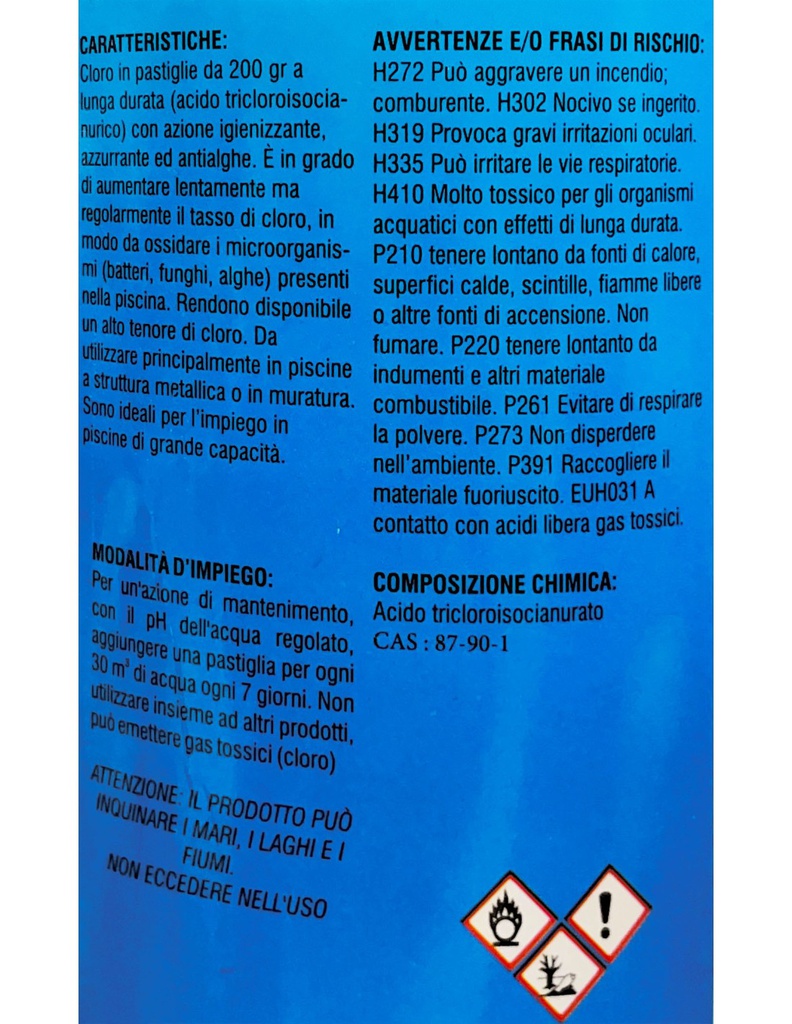 CARATTERISTICHE:
Cloro in pastiglie da 200 gr a
lunga durata (acido tricloroisocia-
nurico) con azione igienizzante,
azzurrante ed antialghe. È in grado
di aumentare lentamente ma
regolarmente il tasso di cloro, in
modo da ossidare i microorganis-
mi (batteri, funghi, alghe) presenti
nella piscina. Rendono disponibile
un alto tenore di cloro. Da
utilizzare principalmente in piscine
a struttura metallica o in muratura.
Sono ideali per l'impiego in
piscine di grande capacità.
MODALITÀ D'IMPIEGO:
Per un'azione di mantenimento,
con il pH dell'acqua regolato,
aggiungere una pastiglia per ogni
30 m³ di acqua ogni 7 giorni. Non
utilizzare insieme ad altri prodotti,
può emettere gas tossici (cloro)
ATTENZIONE: IL PRODOTTO PUÒ
INQUINARE I MARI, I LAGHI E I
FIUMI.
NON ECCEDERE NELL'USO
AVVERTENZE E/O FRASI DI RISCHIO:
H272 Può aggravere un incendio;
comburente. H302 Nocivo se ingerito.
H319 Provoca gravi irritazioni oculari.
H335 Può irritare le vie respiratorie.
H410 Molto tossico per gli organismi
acquatici con effetti di lunga durata.
P210 tenere lontano da fonti di calore,
superfici calde, scintille, fiamme libere
o altre fonti di accensione. Non
fumare. P220 tenere lontanto da
indumenti e altri materiale
combustibile. P261 Evitare di respirare
la polvere. P273 Non disperdere
nell'ambiente. P391 Raccogliere il
materiale fuoriuscito. EUH031 A
contatto con acidi libera gas tossici.
COMPOSIZIONE CHIMICA:
Acido tricloroisocianurato
CAS : 87-90-1